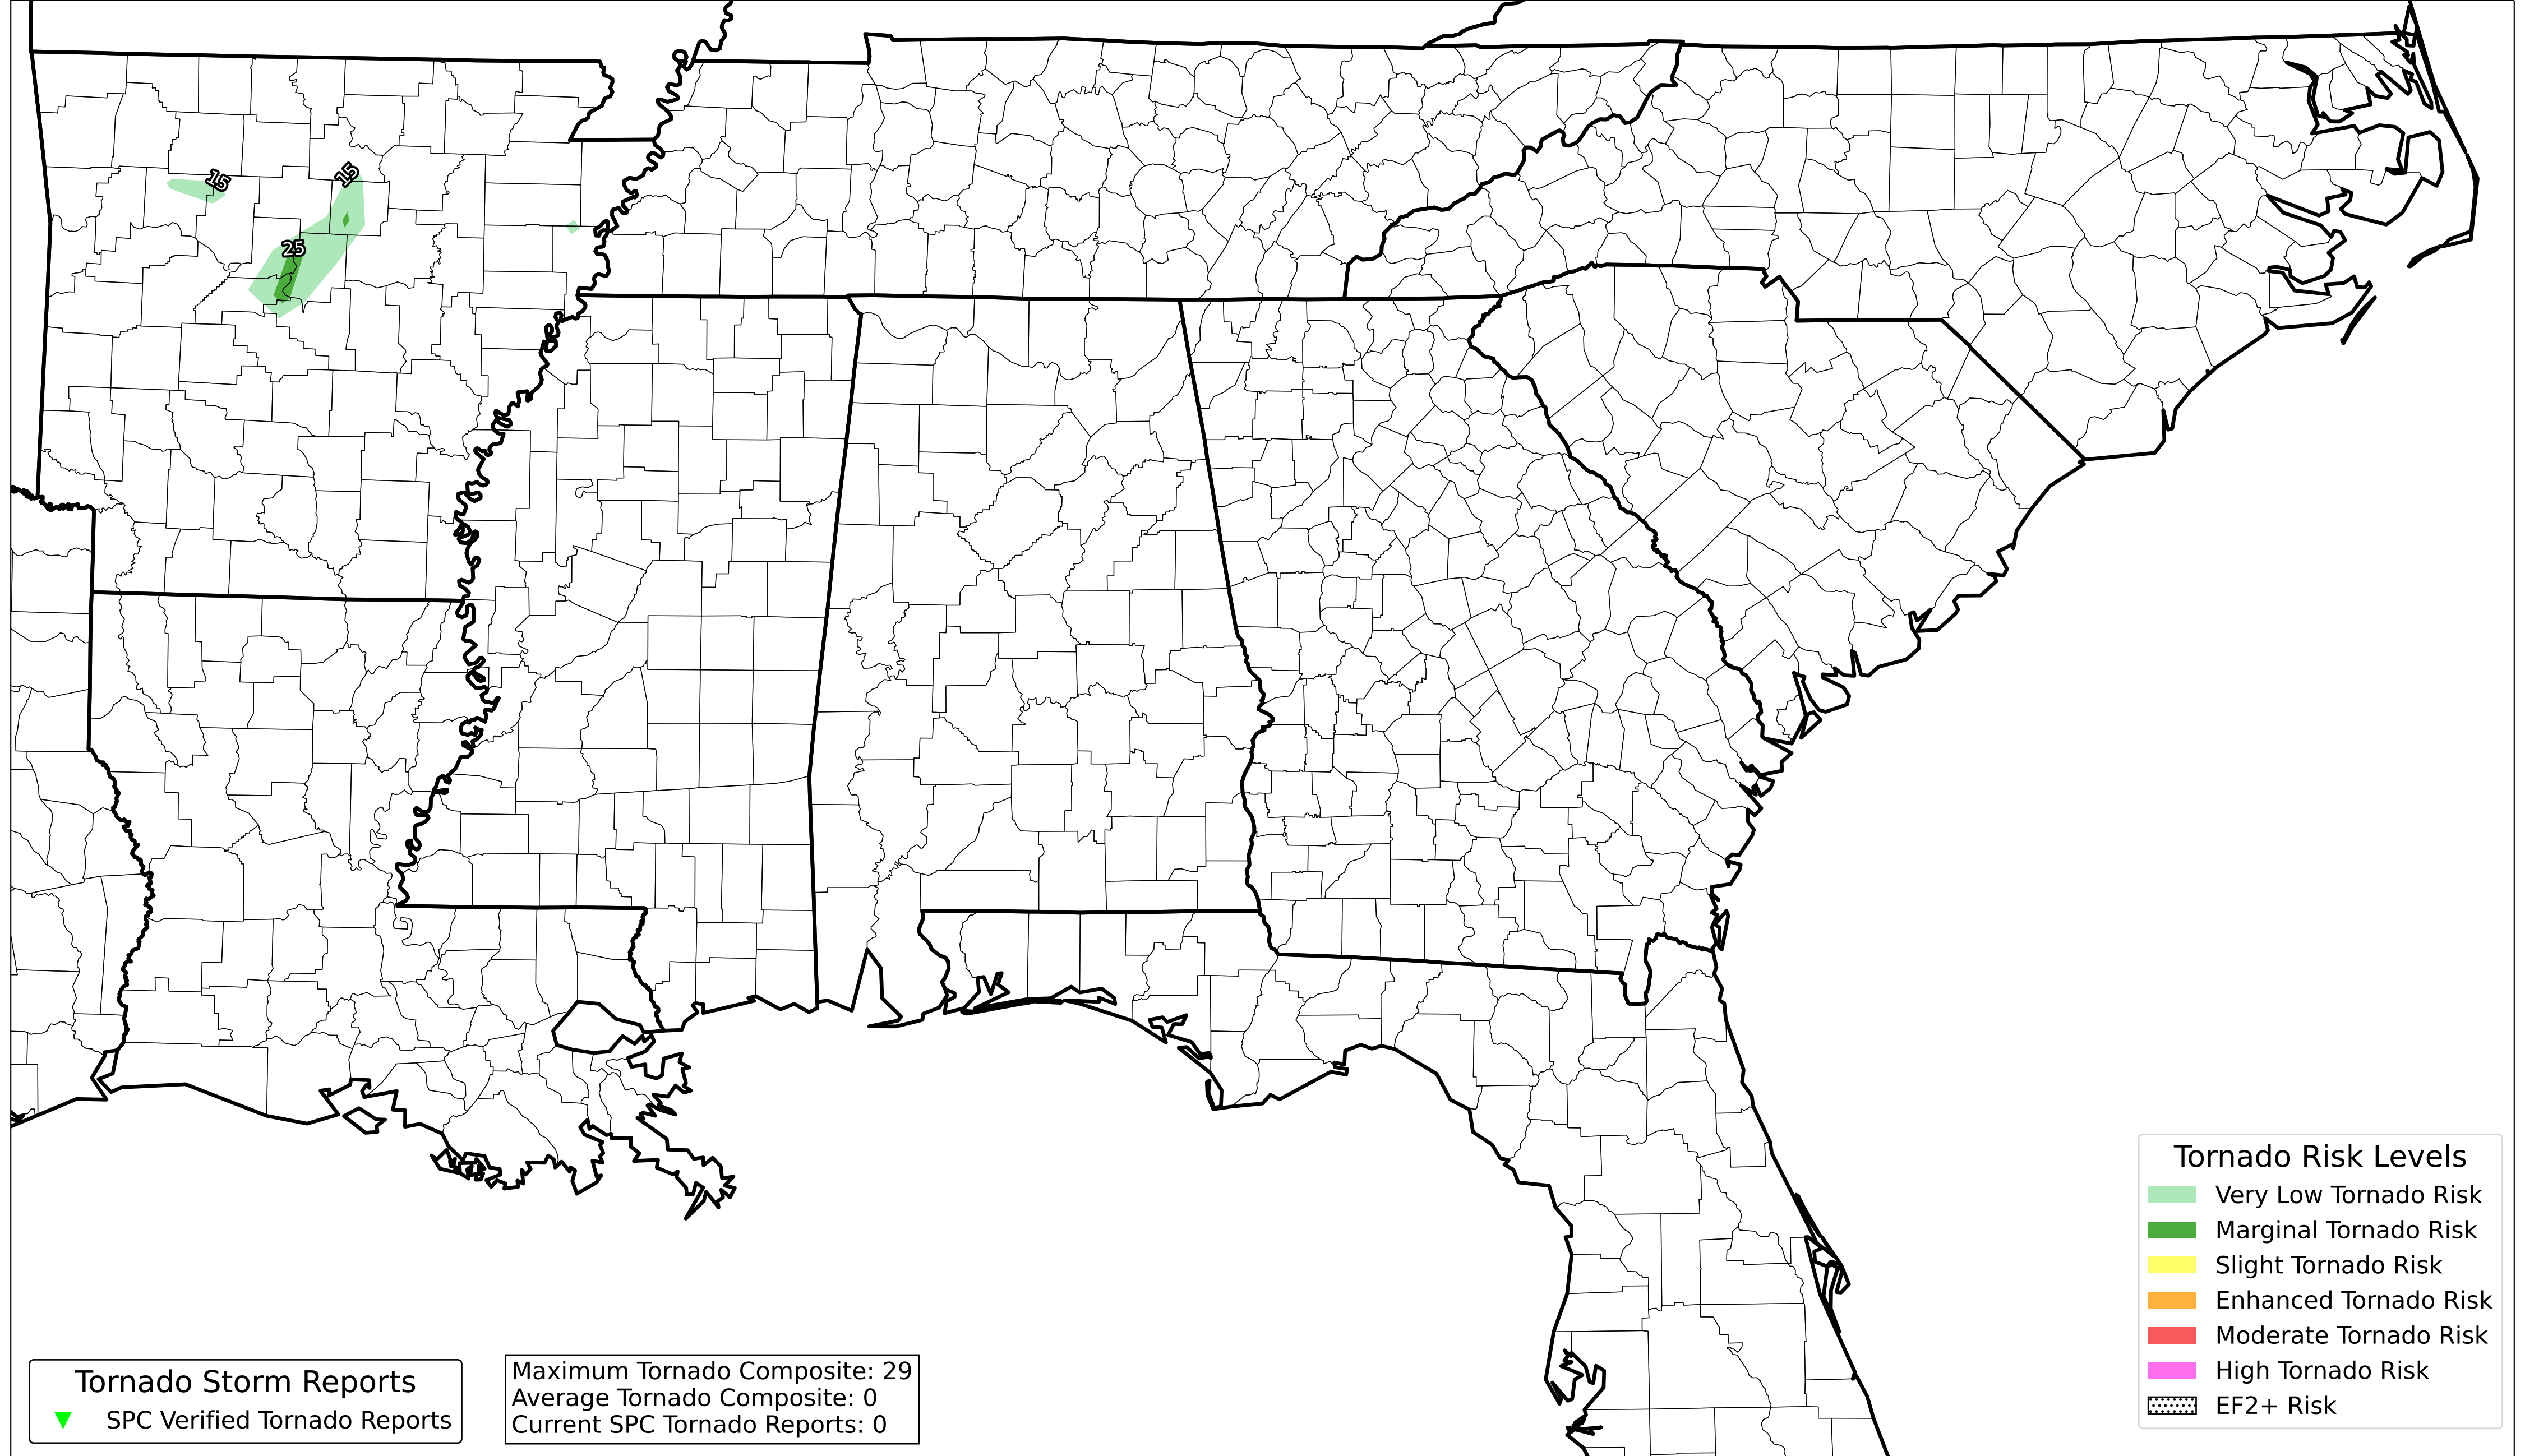 15
15
25
Tornado Risk Levels
Very Low Tornado Risk
Marginal Tornado Risk
Slight Tornado Risk
Enhanced Tornado Risk
Moderate Tornado Risk
High Tornado Risk
EF2+ Risk
Tornado Storm Reports
SPC Verified Tornado Reports
Maximum Tornado Composite: 29
Average Tornado Composite: 0
Current SPC Tornado Reports: 0